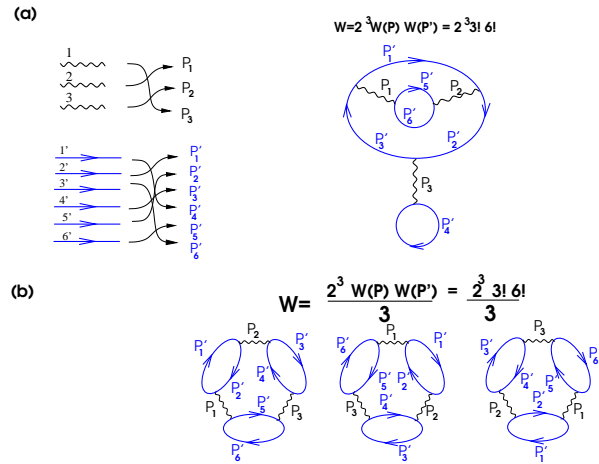 (a)
W=2³W(P) W(P') = 2³3! 6!
1
2
3
P₁
P₂
P₃
1'
2'
3'
4'
5'
6'
P'₁
P'₂
P'₃
P'₄
P'₅
P'₆
P'₁
P₁
P'₅
P₂
P'₆
P'₃
P'₂
P₃
P'₄
(b)
W= 2³ W(P) W(P') / 3 = 2³ 3! 6! / 3
P₂
P'₁
P'₃
P'₄
P'₂
P₁
P'₅
P₃
P'₆
P₁
P'₆
P'₁
P'₅
P'₂
P₃
P'₄
P₂
P'₃
P₃
P'₃
P₆
P'₄
P'₅
P₂
P'₂
P₁
P'₁